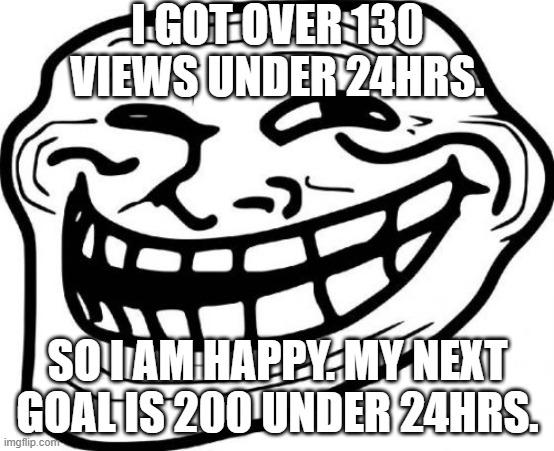 I GOT OVER 130
VIEWS UNDER 24HRS.
SO I AM HAPPY. MY NEXT
GOAL IS 200 UNDER 24HRS.
imgflip.com